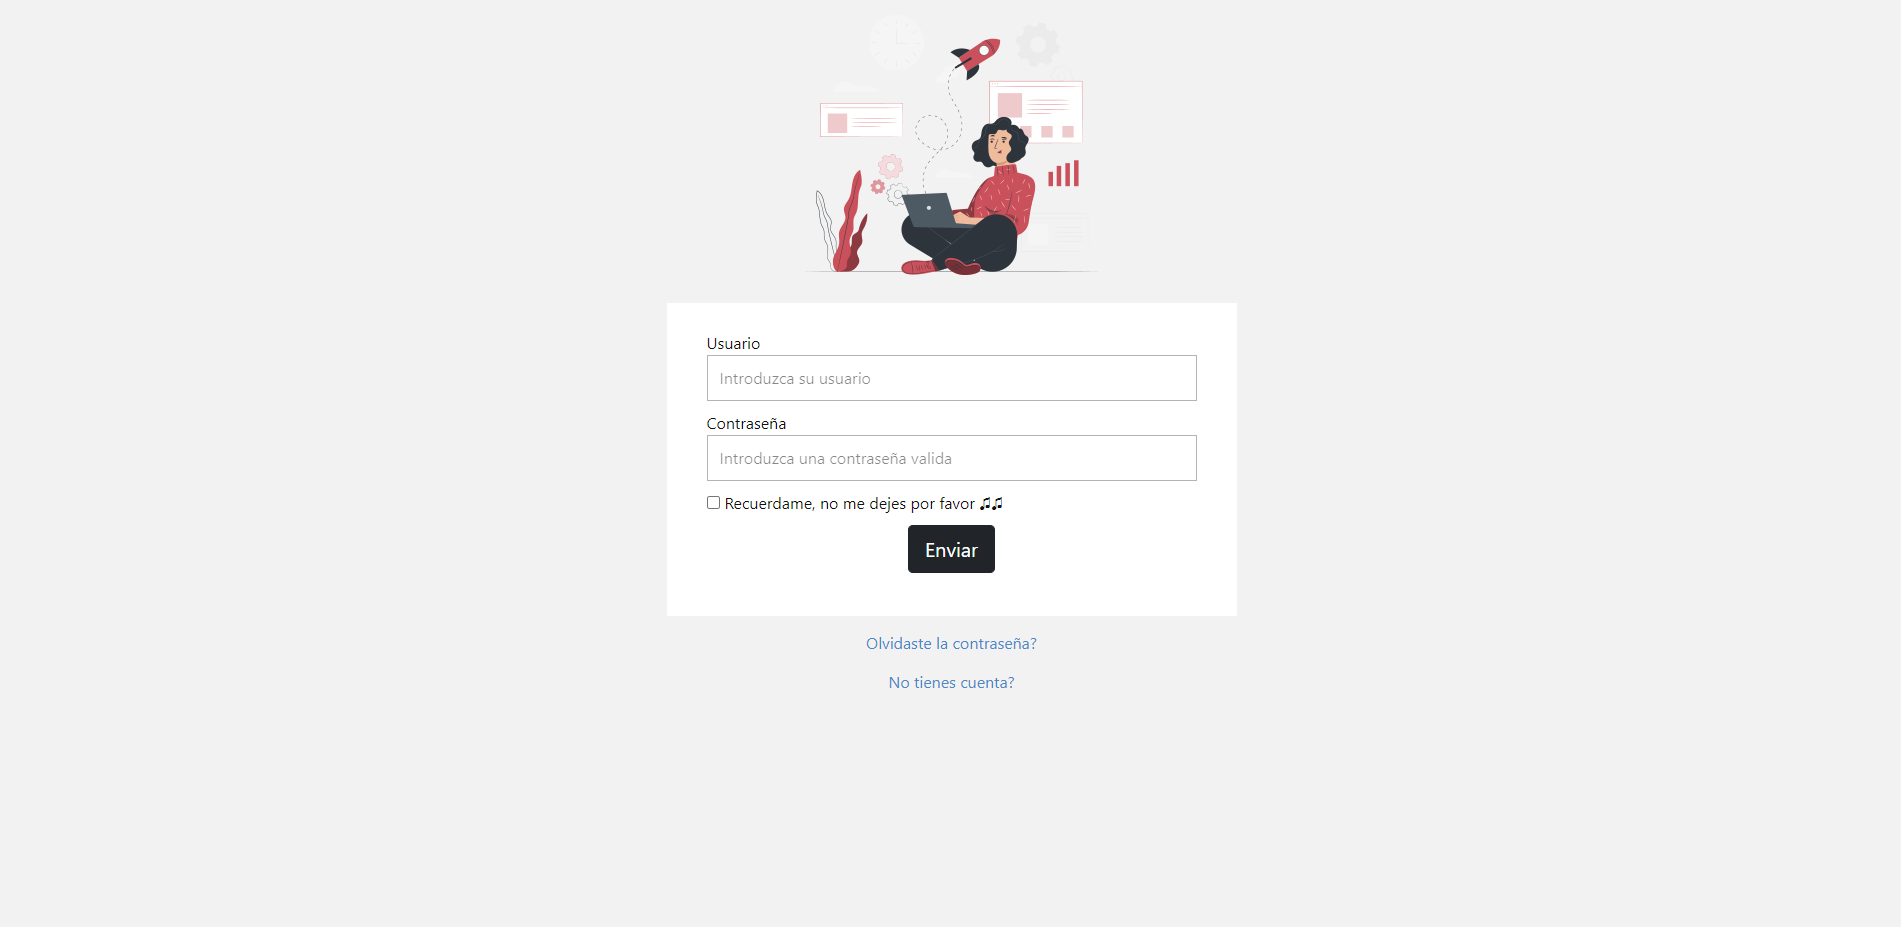 Usuario
Introduzca su usuario
Contraseña
Introduzca una contraseña valida
Recuerdame, no me dejes por favor ♫♫
Enviar
Olvidaste la contraseña?
No tienes cuenta?